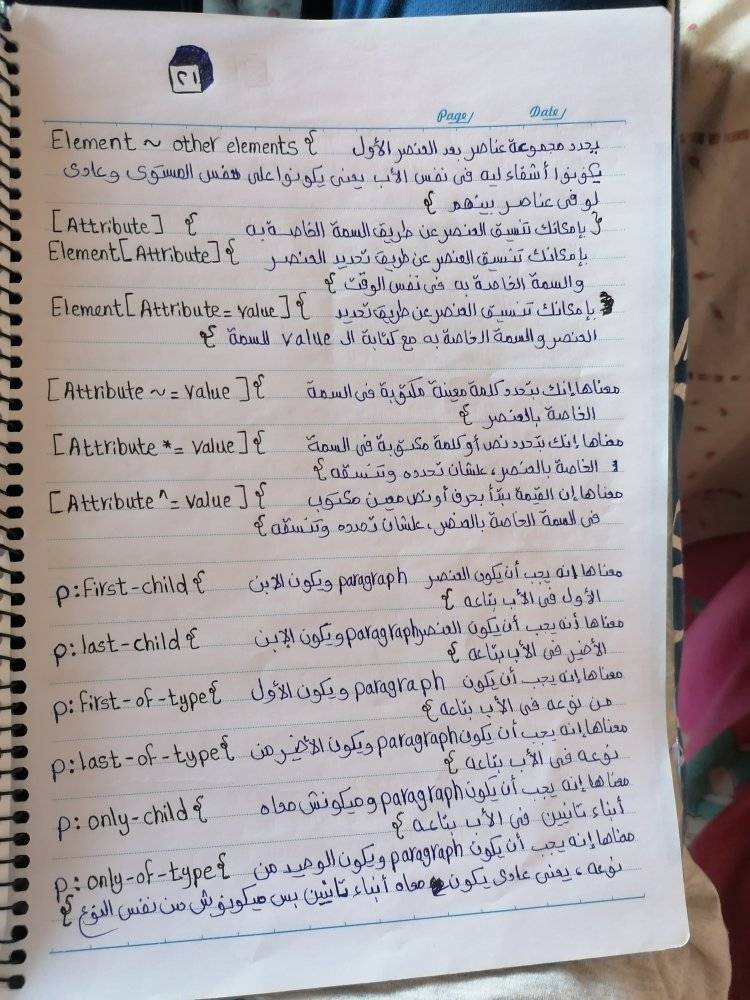 ١٢١
Page/ Date/
Element ~ other elements { يحدد مجموعة عناصر بعد العنصر الأول
يكونوا أشقاء ليه فى نفس الأب يعنى يكونوا على نفس المستوى وعادى
لو فى عناصر بينهم }
[Attribute] { بإمكانك تنسيق العنصر عن طريق السمة الخاصة به }
Element[Attribute] { بإمكانك تنسيق العنصر عن طريق تحديد العنصر
والسمة الخاصة به فى نفس الوقت }
Element[Attribute=value] { بإمكانك تنسيق العنصر عن طريق تحديد
العنصر والسمة الخاصة به مع كتابة الـ value للسمة }
[Attribute ~= value] { معناها إنك بتحدد كلمة معينة مكتوبة فى السمة
الخاصة بالعنصر }
[Attribute *= value] { معناها إنك بتحدد نص أو كلمة مكتوبة فى السمة
الخاصة بالعنصر، علشان تحدده وتنسقه }
[Attribute ^= value] { معناها إن القيمة تبدأ بحرف أو نص معين مكتوب
فى السمة الخاصة بالعنصر، علشان تحدده وتنسقه }
p:first-child { معناها إنه يجب أن يكون العنصر paragraph ويكون الابن
الأول فى الأب بتاعه }
p:last-child { معناها أنه يجب أن يكون العنصر paragraph ويكون الإبن
الأخير فى الأب بتاعه }
p:first-of-type { معناها إنه يجب أن يكون paragraph ويكون الأول
من نوعه فى الأب بتاعه }
p:last-of-type { معناها إنه يجب أن يكون paragraph ويكون الأخير من
نوعه فى الأب بتاعه }
p:only-child { معناها إنه يجب أن يكون paragraph وميكونش معاه
أبناء تانيين فى الأب بتاعه }
p:only-of-type { معناها إنه يجب أن يكون paragraph ويكون الوحيد من
نوعه، يعنى عادى يكون معاه أبناء تانيين بس ميكونوش من نفس النوع }